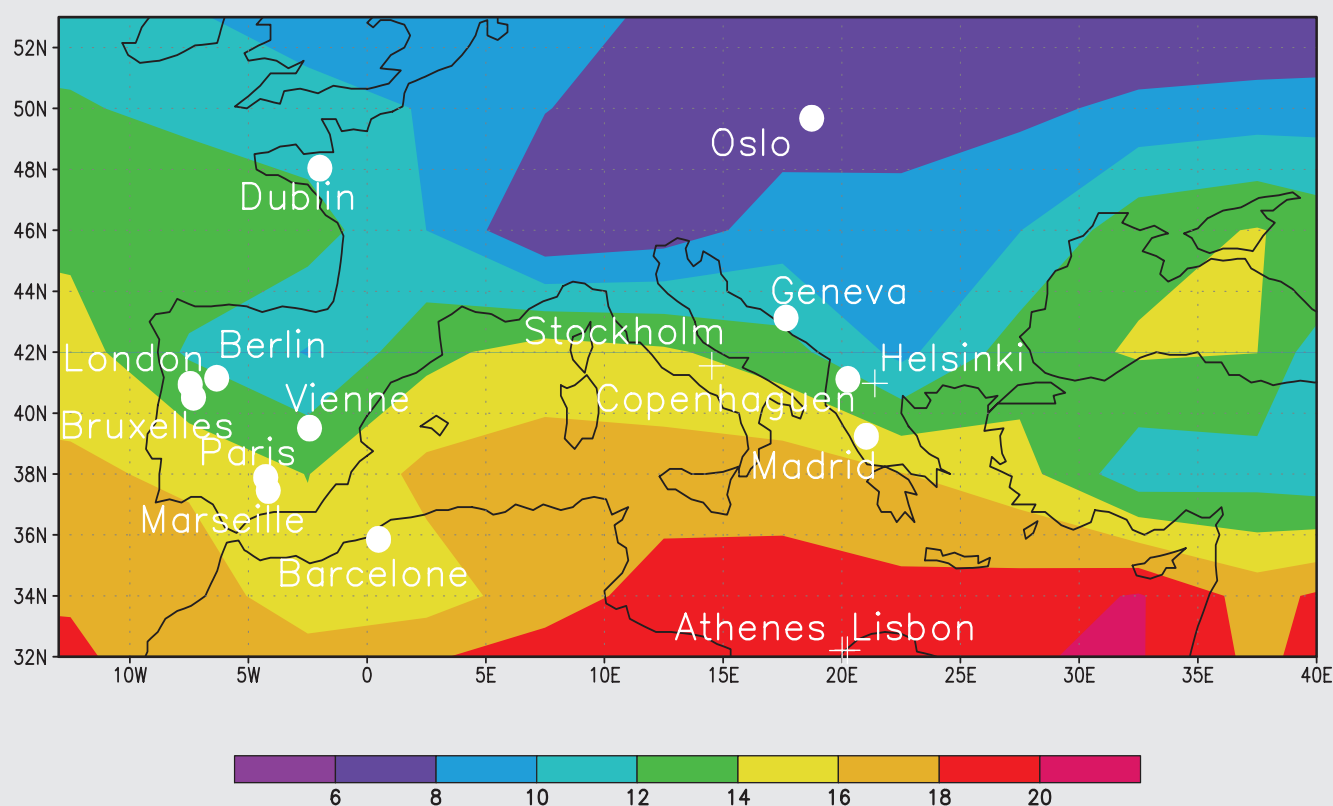 52N
50N
Oslo
48N
Dublin
46N
44N
Geneva
Stockholm
42N
London
Berlin
Helsinki
40N
Vienne
Copenhaguen
Bruxelles
Paris
38N
Madrid
Marseille
36N
Barcelone
34N
Athenes
Lisbon
32N
10W 5W 0 5E 10E 15E 20E 25E 30E 35E 40E
6 8 10 12 14 16 18 20